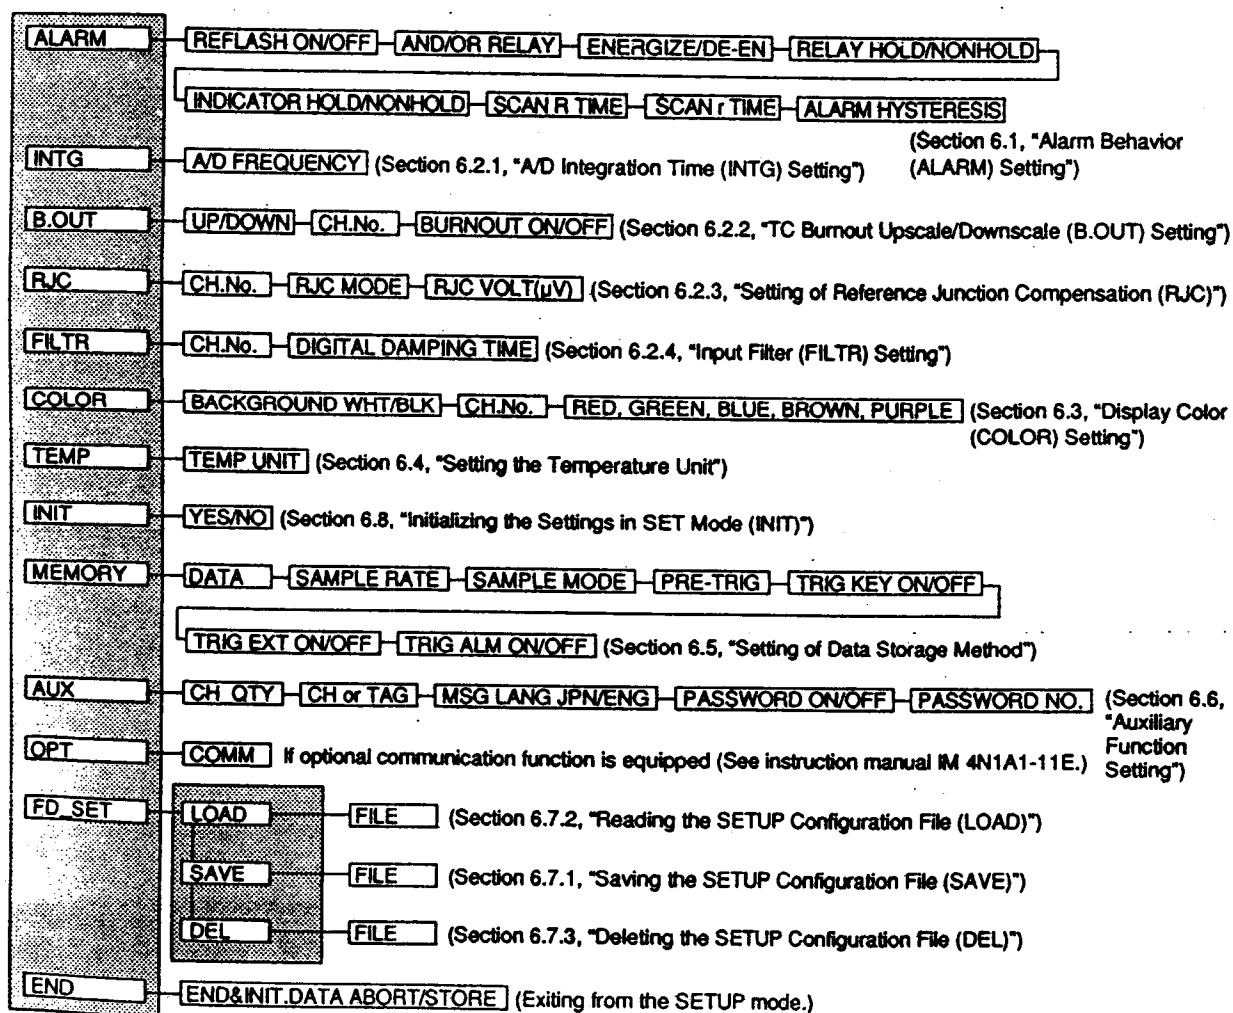 ALARM REFLASH ON/OFF AND/OR RELAY ENERGIZE/DE-EN RELAY HOLD/NONHOLD
INDICATOR HOLD/NONHOLD SCAN R TIME SCAN r TIME ALARM HYSTERESIS
(Section 6.1, "Alarm Behavior
(ALARM) Setting")
INTG A/D FREQUENCY (Section 6.2.1, "A/D Integration Time (INTG) Setting")
B.OUT UP/DOWN CH.No. BURNOUT ON/OFF (Section 6.2.2, "TC Burnout Upscale/Downscale (B.OUT) Setting")
RJC CH.No. RJC MODE RJC VOLT(µV) (Section 6.2.3, "Setting of Reference Junction Compensation (RJC)")
FILTR CH.No. DIGITAL DAMPING TIME (Section 6.2.4, "Input Filter (FILTR) Setting")
COLOR BACKGROUND WHT/BLK CH.No. RED, GREEN, BLUE, BROWN, PURPLE (Section 6.3, "Display Color
(COLOR) Setting")
TEMP TEMP UNIT (Section 6.4, "Setting the Temperature Unit")
INIT YES/NO (Section 6.8, "Initializing the Settings in SET Mode (INIT)")
MEMORY DATA SAMPLE RATE SAMPLE MODE PRE-TRIG TRIG KEY ON/OFF
TRIG EXT ON/OFF TRIG ALM ON/OFF (Section 6.5, "Setting of Data Storage Method")
AUX CH QTY CH or TAG MSG LANG JPN/ENG PASSWORD ON/OFF PASSWORD NO. (Section 6.6,
"Auxiliary
Function
Setting")
OPT COMM If optional communication function is equipped (See instruction manual IM 4N1A1-11E.)
FD_SET LOAD FILE (Section 6.7.2, "Reading the SETUP Configuration File (LOAD)")
SAVE FILE (Section 6.7.1, "Saving the SETUP Configuration File (SAVE)")
DEL FILE (Section 6.7.3, "Deleting the SETUP Configuration File (DEL)")
END END&INIT.DATA ABORT/STORE (Exiting from the SETUP mode.)